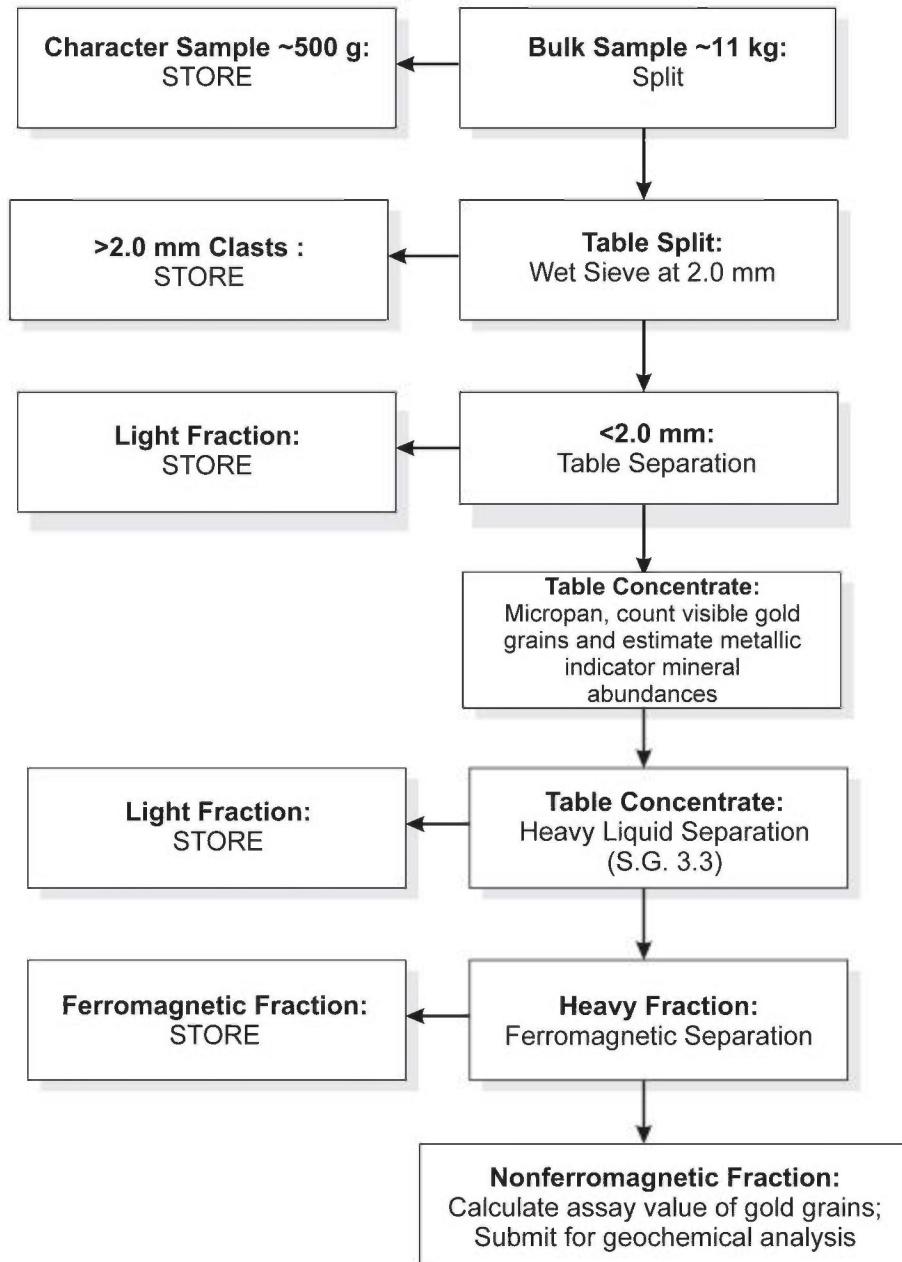 Character Sample ~500 g:
STORE
Bulk Sample ~11 kg:
Split
>2.0 mm Clasts :
STORE
Table Split:
Wet Sieve at 2.0 mm
Light Fraction:
STORE
<2.0 mm:
Table Separation
Table Concentrate:
Micropan, count visible gold
grains and estimate metallic
indicator mineral
abundances
Light Fraction:
STORE
Table Concentrate:
Heavy Liquid Separation
(S.G. 3.3)
Ferromagnetic Fraction:
STORE
Heavy Fraction:
Ferromagnetic Separation
Nonferromagnetic Fraction:
Calculate assay value of gold grains;
Submit for geochemical analysis